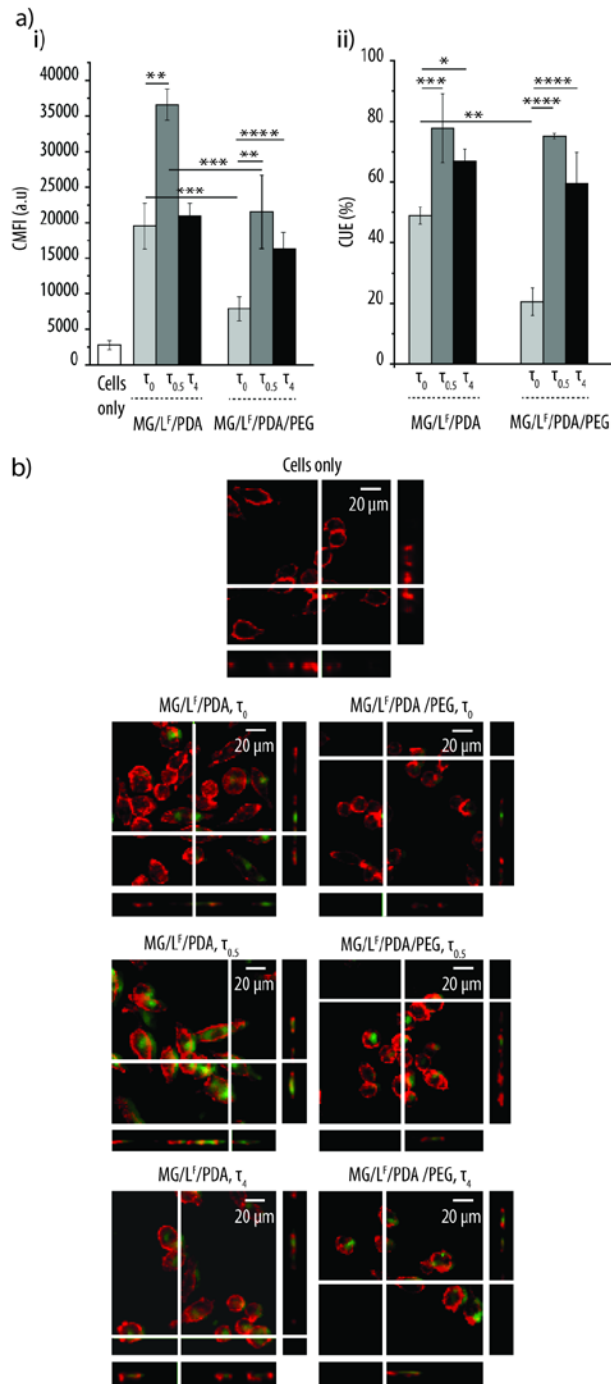 a)
i)
ii)
CMFI (a.u)
40000
35000
30000
25000
20000
15000
10000
5000
0
**
***
***
****
**
Cells only
τ0 τ0.5 τ4
τ0 τ0.5 τ4
MG/Lᶠ/PDA
MG/Lᶠ/PDA/PEG
CUE (%)
100
80
60
40
20
0
*
***
**
****
****
τ0 τ0.5 τ4
τ0 τ0.5 τ4
MG/Lᶠ/PDA
MG/Lᶠ/PDA/PEG
b)
Cells only
20 μm
MG/Lᶠ/PDA, τ0
20 μm
MG/Lᶠ/PDA /PEG, τ0
20 μm
MG/Lᶠ/PDA, τ0.5
20 μm
MG/Lᶠ/PDA/PEG, τ0.5
20 μm
MG/Lᶠ/PDA, τ4
20 μm
MG/Lᶠ/PDA /PEG, τ4
20 μm